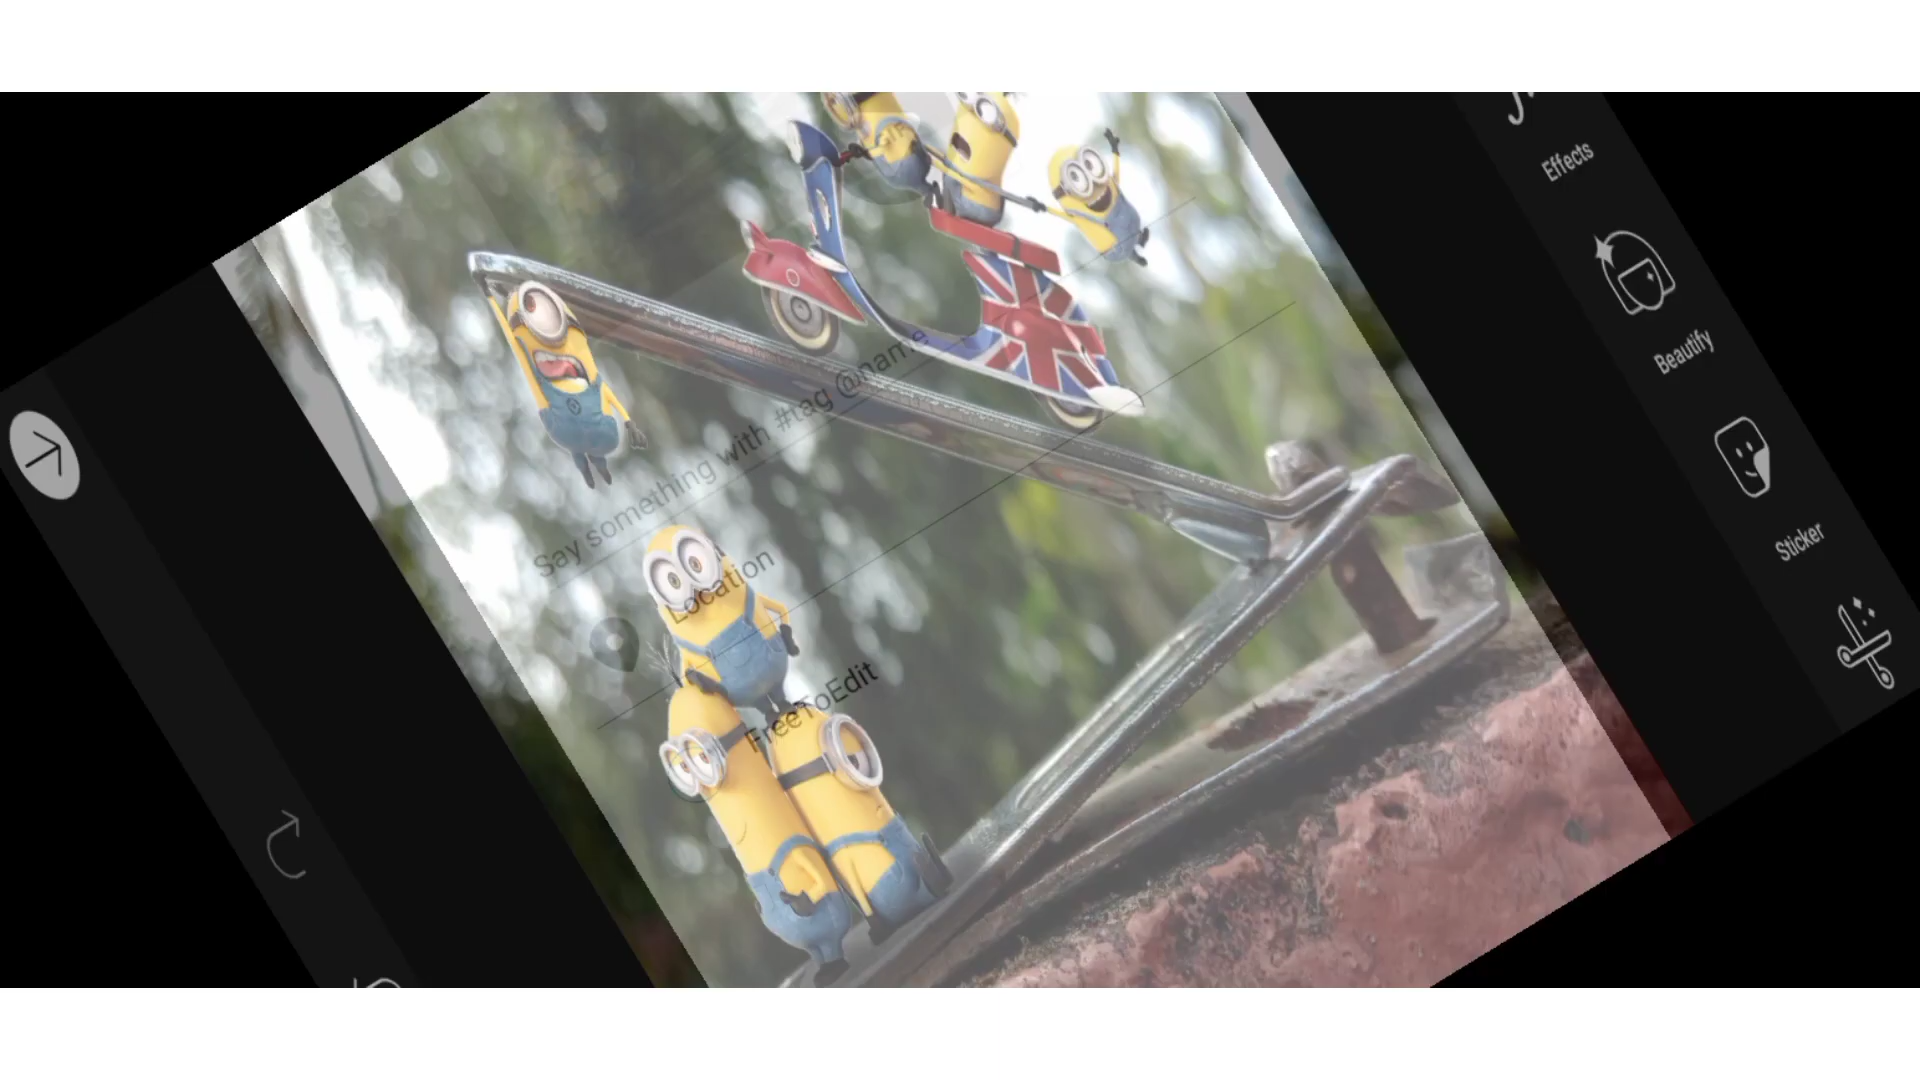 Effects
Beautify
Sticker
Say something with #tag @name
Location
FreeToEdit